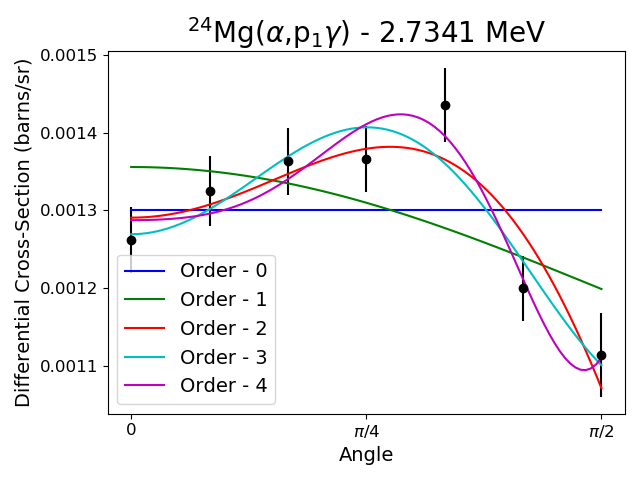 ²⁴Mg(α,p₁γ) - 2.7341 MeV
Differential Cross-Section (barns/sr)
0.0015
0.0014
0.0013
0.0012
0.0011
Order - 0
Order - 1
Order - 2
Order - 3
Order - 4
0 π/4 π/2
Angle